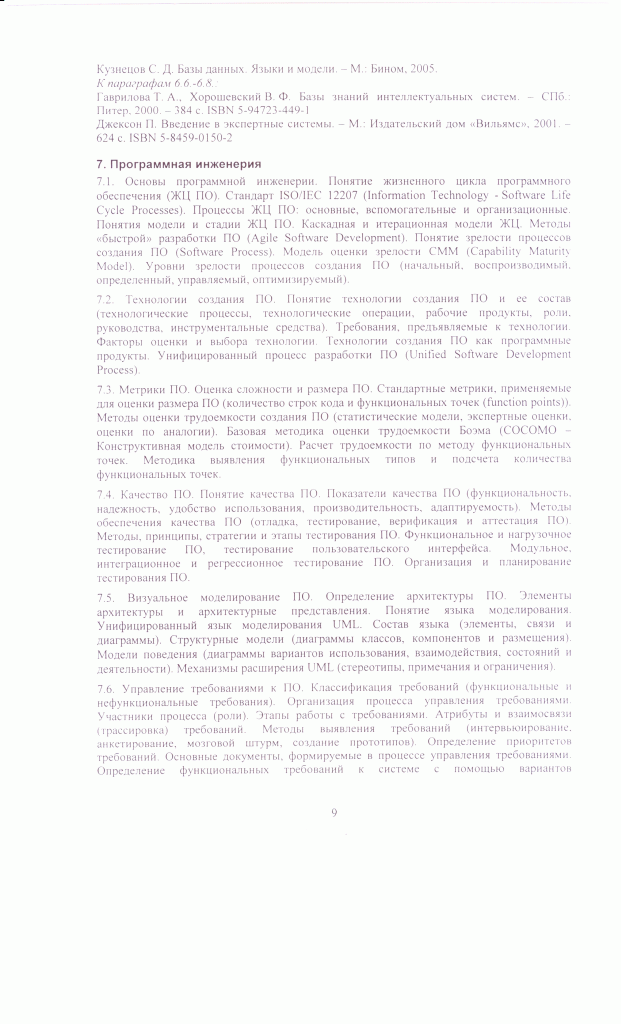 Кузнецов С. Д. Базы данных. Языки и модели. – М.: Бином, 2005.
К параграфам 6.6.-6.8.:
Гаврилова Т. А., Хорошевский В. Ф. Базы знаний интеллектуальных систем. – СПб.:
Питер, 2000. – 384 с. ISBN 5-94723-449-1
Джексон П. Введение в экспертные системы. – М.: Издательский дом «Вильямс», 2001. –
624 с. ISBN 5-8459-0150-2
7. Программная инженерия
7.1. Основы программной инженерии. Понятие жизненного цикла программного
обеспечения (ЖЦ ПО). Стандарт ISO/IEC 12207 (Information Technology - Software Life
Cycle Processes). Процессы ЖЦ ПО: основные, вспомогательные и организационные.
Понятия модели и стадии ЖЦ ПО. Каскадная и итерационная модели ЖЦ. Методы
«быстрой» разработки ПО (Agile Software Development). Понятие зрелости процессов
создания ПО (Software Process). Модель оценки зрелости CMM (Capability Maturity
Model). Уровни зрелости процессов создания ПО (начальный, воспроизводимый,
определенный, управляемый, оптимизируемый).
7.2. Технологии создания ПО. Понятие технологии создания ПО и ее состав
(технологические процессы, технологические операции, рабочие продукты, роли,
руководства, инструментальные средства). Требования, предъявляемые к технологии.
Факторы оценки и выбора технологии. Технологии создания ПО как программные
продукты. Унифицированный процесс разработки ПО (Unified Software Development
Process).
7.3. Метрики ПО. Оценка сложности и размера ПО. Стандартные метрики, применяемые
для оценки размера ПО (количество строк кода и функциональных точек (function points)).
Методы оценки трудоемкости создания ПО (статистические модели, экспертные оценки,
оценки по аналогии). Базовая методика оценки трудоемкости Боэма (COCOMO –
Конструктивная модель стоимости). Расчет трудоемкости по методу функциональных
точек. Методика выявления функциональных типов и подсчета количества
функциональных точек.
7.4. Качество ПО. Понятие качества ПО. Показатели качества ПО (функциональность,
надежность, удобство использования, производительность, адаптируемость). Методы
обеспечения качества ПО (отладка, тестирование, верификация и аттестация ПО).
Методы, принципы, стратегии и этапы тестирования ПО. Функциональное и нагрузочное
тестирование ПО, тестирование пользовательского интерфейса. Модульное,
интеграционное и регрессионное тестирование ПО. Организация и планирование
тестирования ПО.
7.5. Визуальное моделирование ПО. Определение архитектуры ПО. Элементы
архитектуры и архитектурные представления. Понятие языка моделирования.
Унифицированный язык моделирования UML. Состав языка (элементы, связи и
диаграммы). Структурные модели (диаграммы классов, компонентов и размещения).
Модели поведения (диаграммы вариантов использования, взаимодействия, состояний и
деятельности). Механизмы расширения UML (стереотипы, примечания и ограничения).
7.6. Управление требованиями к ПО. Классификация требований (функциональные и
нефункциональные требования). Организация процесса управления требованиями.
Участники процесса (роли). Этапы работы с требованиями. Атрибуты и взаимосвязи
(трассировка) требований. Методы выявления требований (интервьюирование,
анкетирование, мозговой штурм, создание прототипов). Определение приоритетов
требований. Основные документы, формируемые в процессе управления требованиями.
Определение функциональных требований к системе с помощью вариантов
9